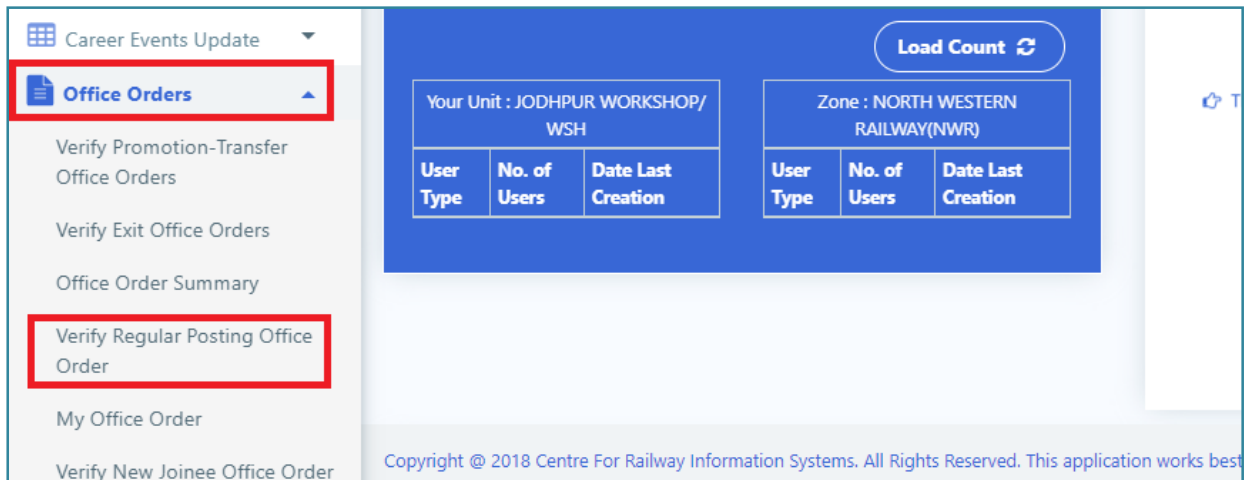 Career Events Update
Office Orders
Verify Promotion-Transfer
Office Orders
Verify Exit Office Orders
Office Order Summary
Verify Regular Posting Office
Order
My Office Order
Verify New Joinee Office Order
Load Count
Your Unit : JODHPUR WORKSHOP/
WSH
User Type No. of Users Date Last Creation
Zone : NORTH WESTERN
RAILWAY(NWR)
User Type No. of Users Date Last Creation
T
Copyright @ 2018 Centre For Railway Information Systems. All Rights Reserved. This application works best